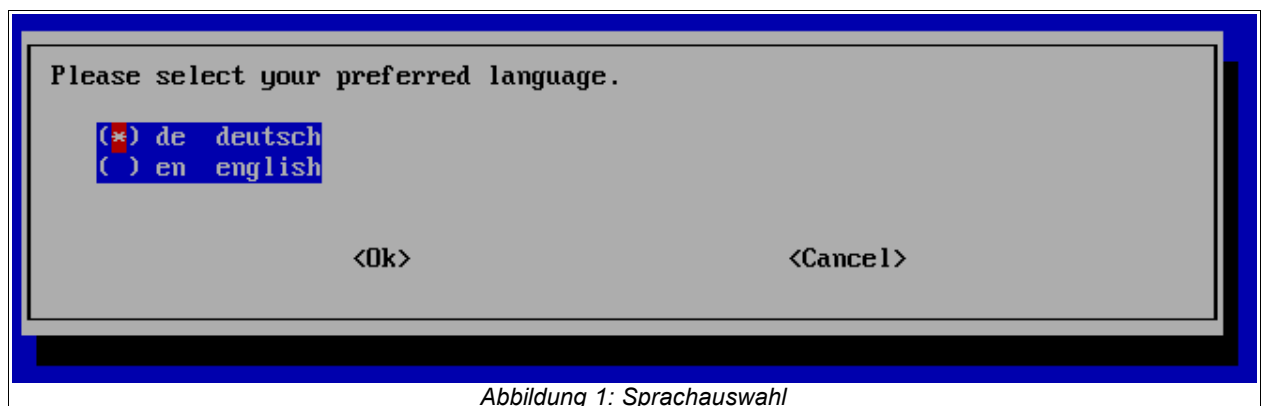 Please select your preferred language.
(*) de deutsch
( ) en english
<Ok> <Cancel>
Abbildung 1: Sprachauswahl